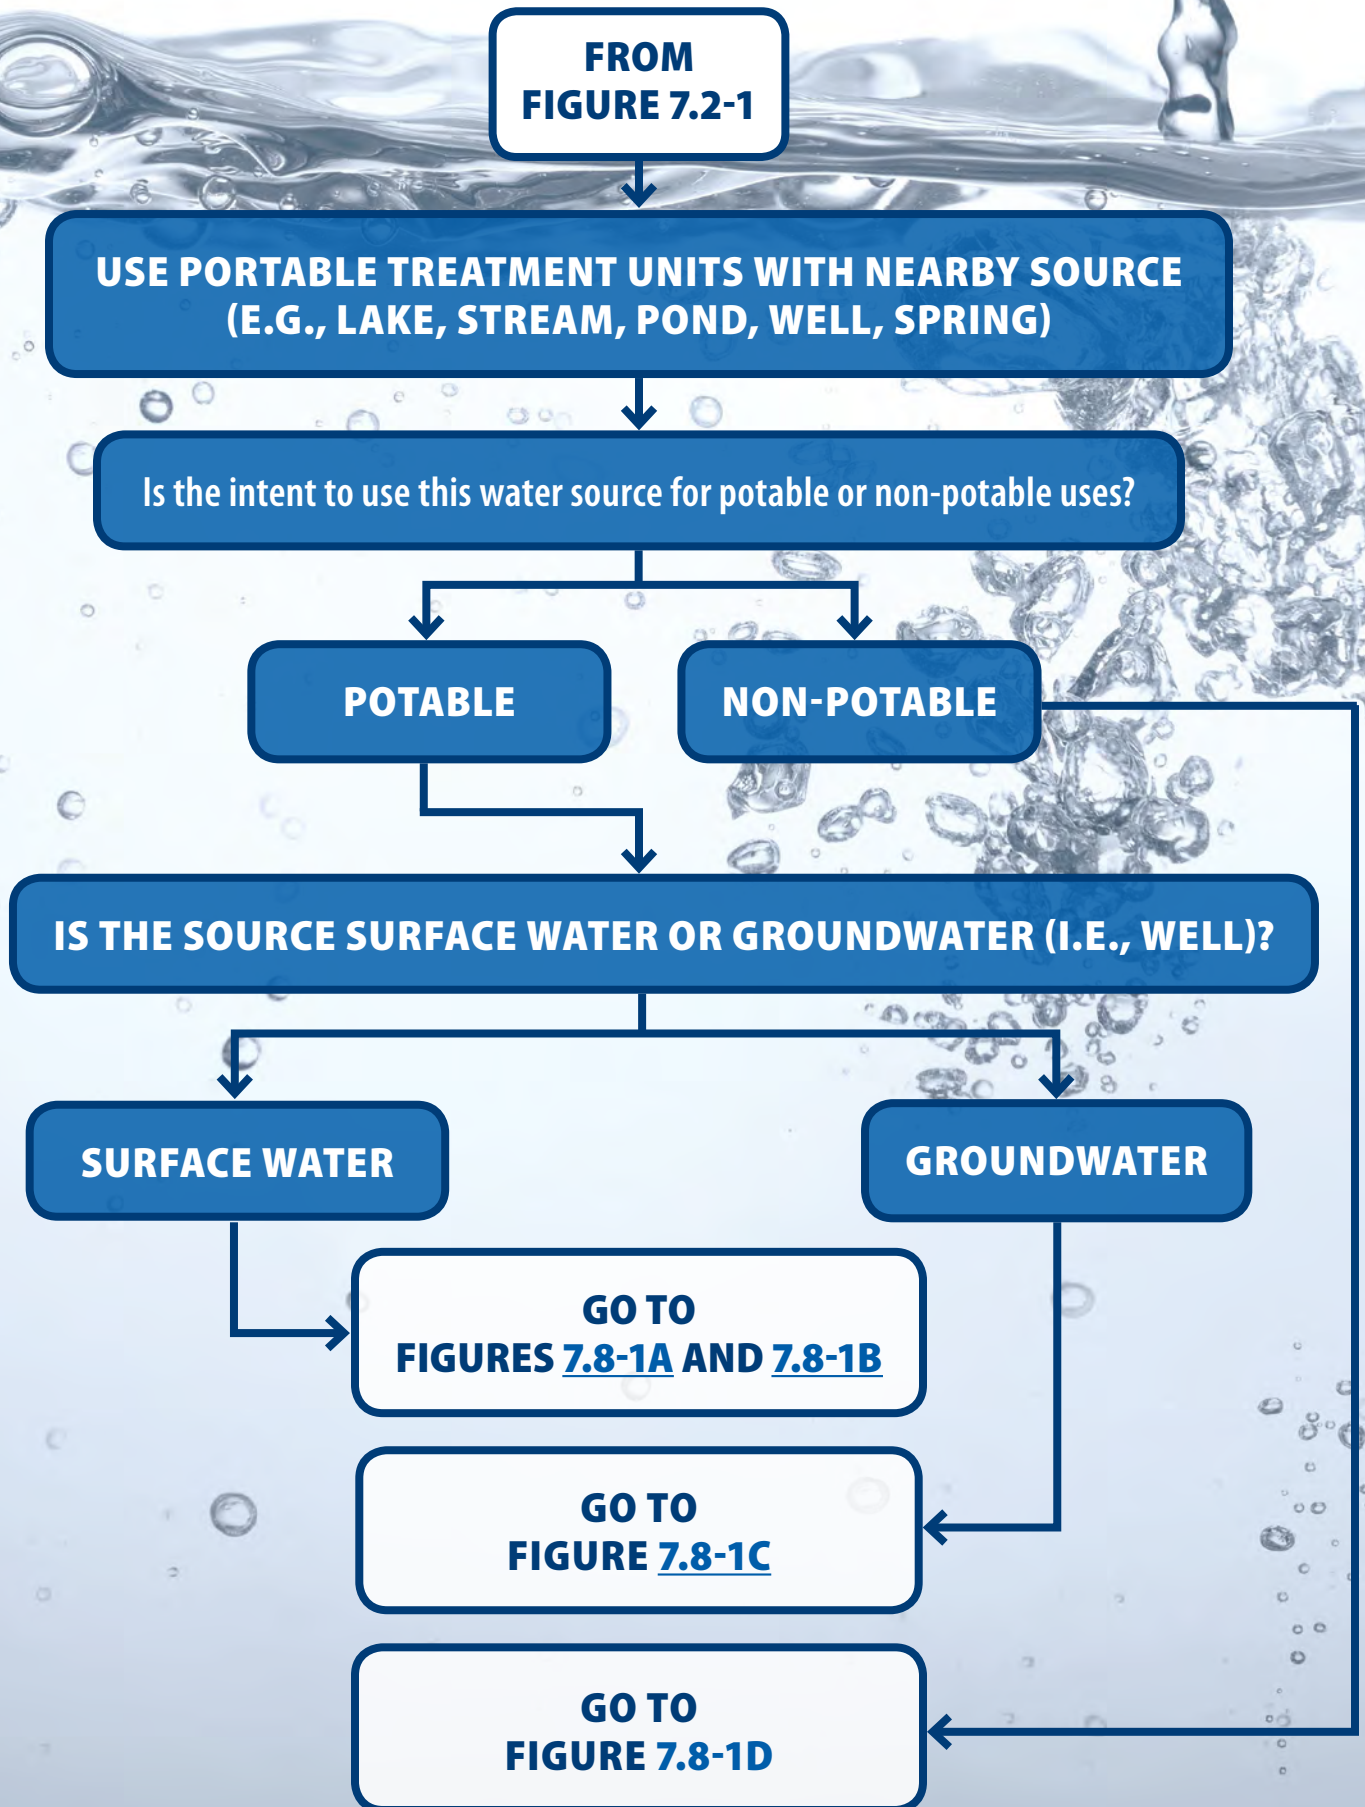 FROM
FIGURE 7.2-1
USE PORTABLE TREATMENT UNITS WITH NEARBY SOURCE
(E.G., LAKE, STREAM, POND, WELL, SPRING)
Is the intent to use this water source for potable or non-potable uses?
POTABLE
NON-POTABLE
IS THE SOURCE SURFACE WATER OR GROUNDWATER (I.E., WELL)?
SURFACE WATER
GROUNDWATER
GO TO
FIGURES 7.8-1A AND 7.8-1B
GO TO
FIGURE 7.8-1C
GO TO
FIGURE 7.8-1D